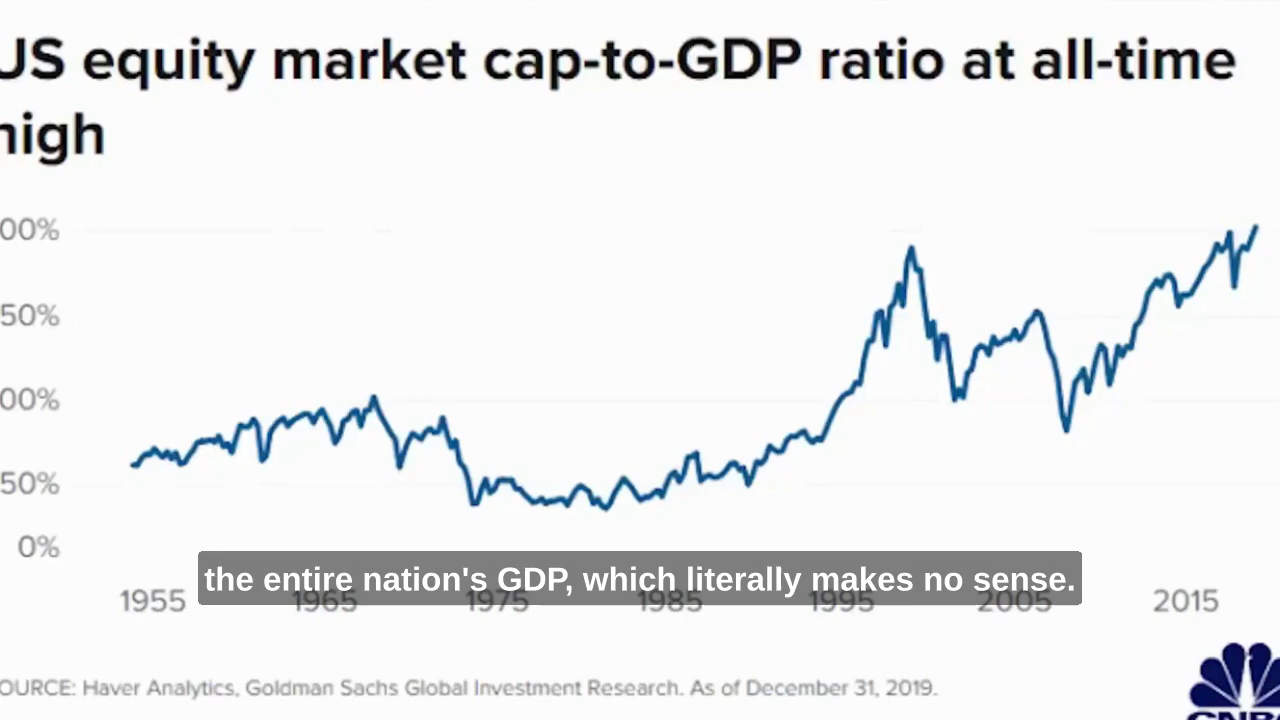 US equity market cap-to-GDP ratio at all-time
high
00%
50%
00%
50%
0%
the entire nation's GDP, which literally makes no sense.
1955 1965 1975 1985 1995 2005 2015
OURCE: Haver Analytics, Goldman Sachs Global Investment Research. As of December 31, 2019.
CNBC